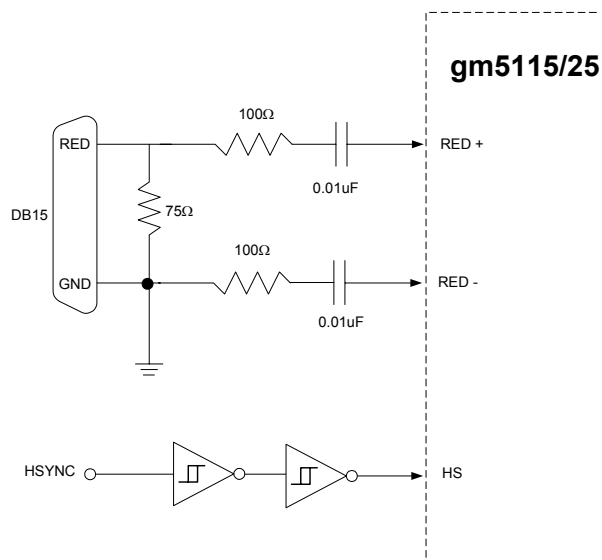 gm5115/25
100Ω
RED
RED +
0.01uF
75Ω
DB15
100Ω
GND
RED -
0.01uF
HSYNC
HS